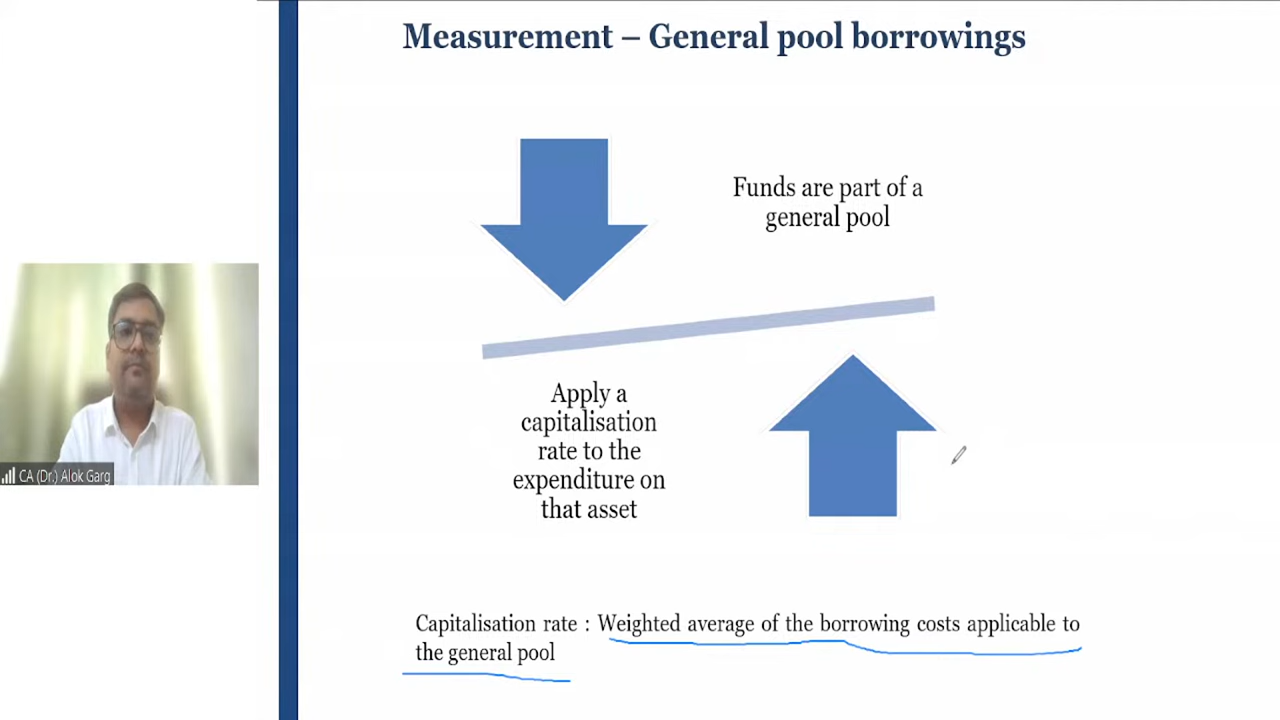 Measurement – General pool borrowings
Funds are part of a
general pool
Apply a
capitalisation
rate to the
expenditure on
that asset
CA (Dr.) Alok Garg
Capitalisation rate : Weighted average of the borrowing costs applicable to
the general pool